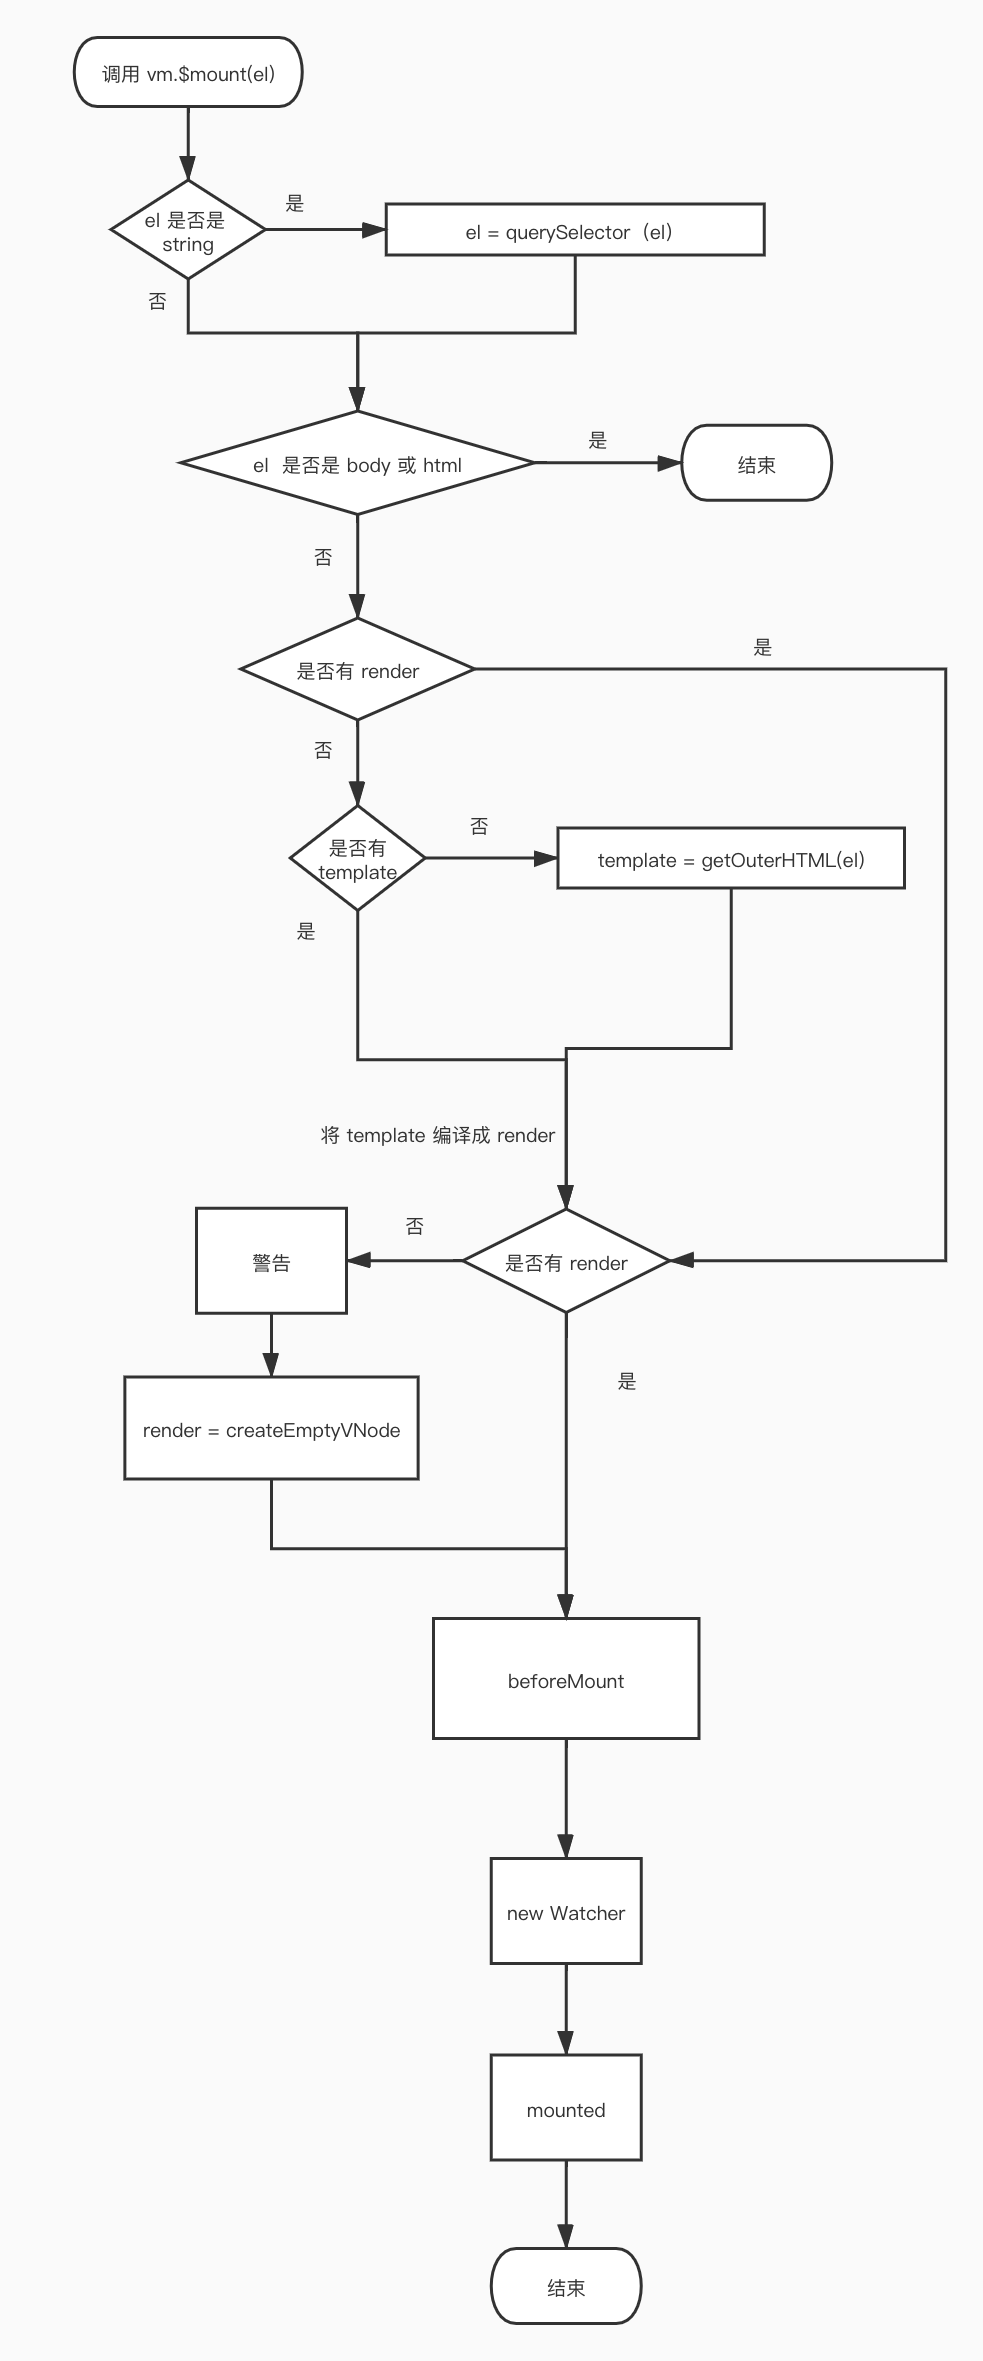 调用 vm.$mount(el)
el 是否是
string
是
el = querySelector（el）
否
el 是否是 body 或 html
是
结束
否
是否有 render
是
否
是否有
template
否
template = getOuterHTML(el)
是
将 template 编译成 render
是否有 render
否
警告
是
render = createEmptyVNode
beforeMount
new Watcher
mounted
结束